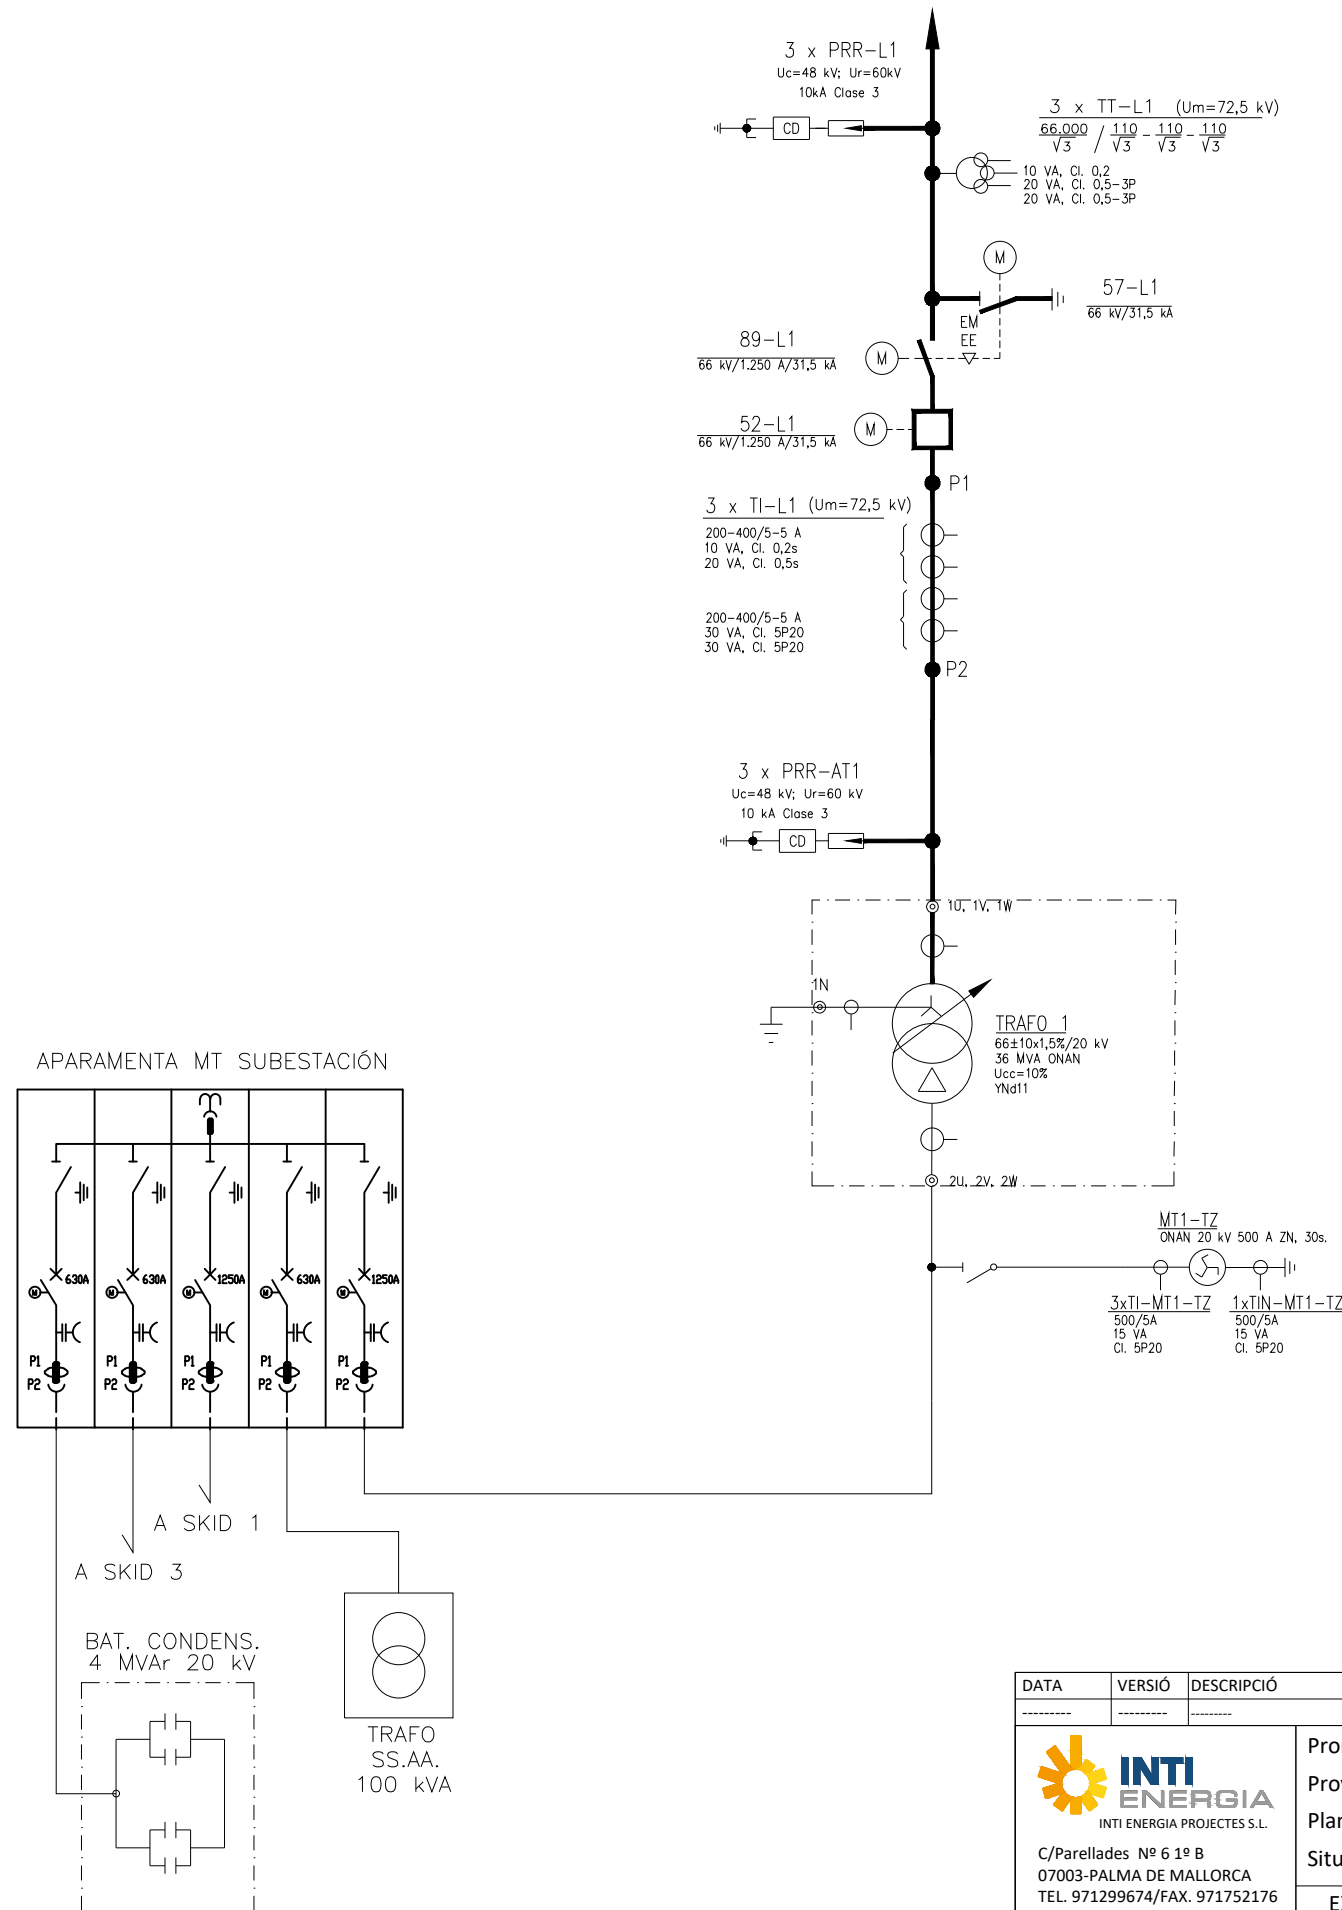 3 x PRR-L1
Uc=48 kV; Ur=60kV
10kA Clase 3
CD
3 x TT-L1 (Um=72,5 kV)
66.000/√3 / 110/√3 - 110/√3 - 110/√3
10 VA, Cl. 0,2
20 VA, Cl. 0,5-3P
20 VA, Cl. 0,5-3P
M
57-L1
66 kV/31,5 kA
EM
EE
89-L1
66 kV/1.250 A/31,5 kA
M
52-L1
66 kV/1.250 A/31,5 kA
M
P1
3 x TI-L1 (Um=72,5 kV)
200-400/5-5 A
10 VA, Cl. 0,2s
20 VA, Cl. 0,5s
200-400/5-5 A
30 VA, Cl. 5P20
30 VA, Cl. 5P20
P2
3 x PRR-AT1
Uc=48 kV; Ur=60 kV
10 kA Clase 3
CD
1U, 1V, 1W
1N
TRAFO 1
66±10x1,5%/20 kV
36 MVA ONAN
Ucc=10%
YNd11
2U, 2V, 2W
MT1-TZ
ONAN 20 kV 500 A ZN, 30s.
3xTI-MT1-TZ
500/5A
15 VA
Cl. 5P20
1xTIN-MT1-TZ
500/5A
15 VA
Cl. 5P20
APARAMENTA MT SUBESTACIÓN
630A 630A 1250A 630A 1250A
M M M M
P1 P1 P1 P1 P1
P2 P2 P2 P2 P2
A SKID 1
A SKID 3
BAT. CONDENS.
4 MVAr 20 kV
TRAFO
SS.AA.
100 kVA
DATA VERSIÓ DESCRIPCIÓ
--------- --------- ---------
INTI
ENERGIA
INTI ENERGIA PROJECTES S.L.
C/Parellades Nº 6 1º B
07003-PALMA DE MALLORCA
TEL. 971299674/FAX. 971752176